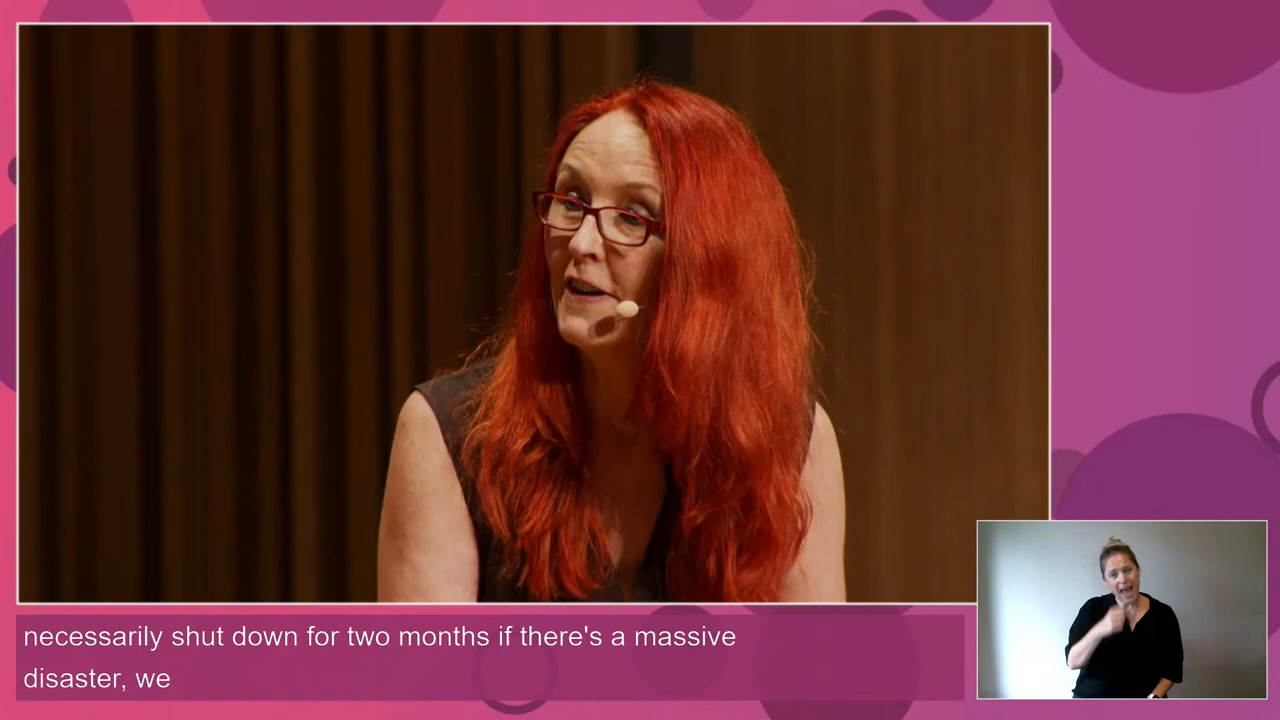 necessarily shut down for two months if there's a massive
disaster, we